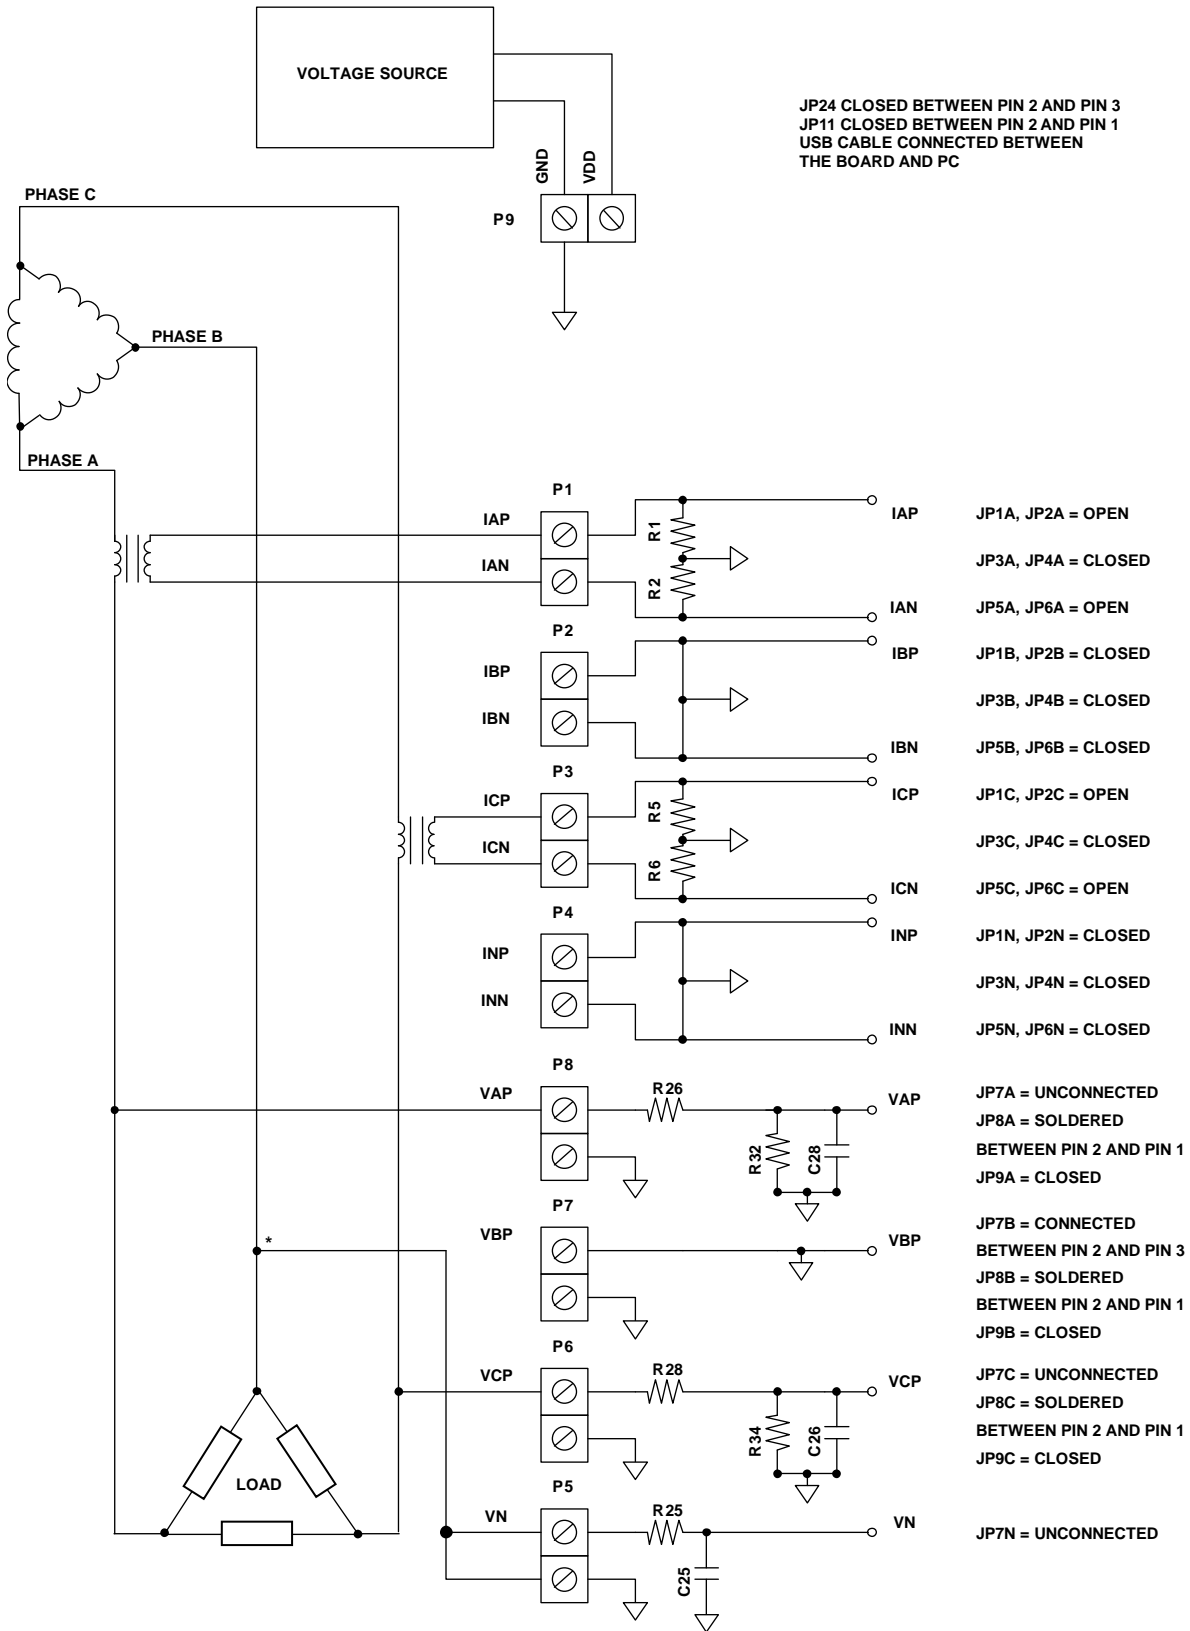 VOLTAGE SOURCE
JP24 CLOSED BETWEEN PIN 2 AND PIN 3
JP11 CLOSED BETWEEN PIN 2 AND PIN 1
USB CABLE CONNECTED BETWEEN
THE BOARD AND PC
GND
VDD
P9
PHASE C
PHASE B
PHASE A
P1
IAP
IAN
R1
R2
IAP
JP1A, JP2A = OPEN
JP3A, JP4A = CLOSED
IAN
JP5A, JP6A = OPEN
P2
IBP
IBN
IBP
JP1B, JP2B = CLOSED
JP3B, JP4B = CLOSED
IBN
JP5B, JP6B = CLOSED
P3
ICP
ICN
R5
R6
ICP
JP1C, JP2C = OPEN
JP3C, JP4C = CLOSED
ICN
JP5C, JP6C = OPEN
P4
INP
INN
INP
JP1N, JP2N = CLOSED
JP3N, JP4N = CLOSED
INN
JP5N, JP6N = CLOSED
P8
VAP
R26
R32
C28
VAP
JP7A = UNCONNECTED
JP8A = SOLDERED
BETWEEN PIN 2 AND PIN 1
JP9A = CLOSED
P7
*
VBP
VBP
JP7B = CONNECTED
BETWEEN PIN 2 AND PIN 3
JP8B = SOLDERED
BETWEEN PIN 2 AND PIN 1
JP9B = CLOSED
P6
VCP
R28
R34
C26
VCP
JP7C = UNCONNECTED
JP8C = SOLDERED
BETWEEN PIN 2 AND PIN 1
JP9C = CLOSED
LOAD
P5
VN
R25
C25
VN
JP7N = UNCONNECTED